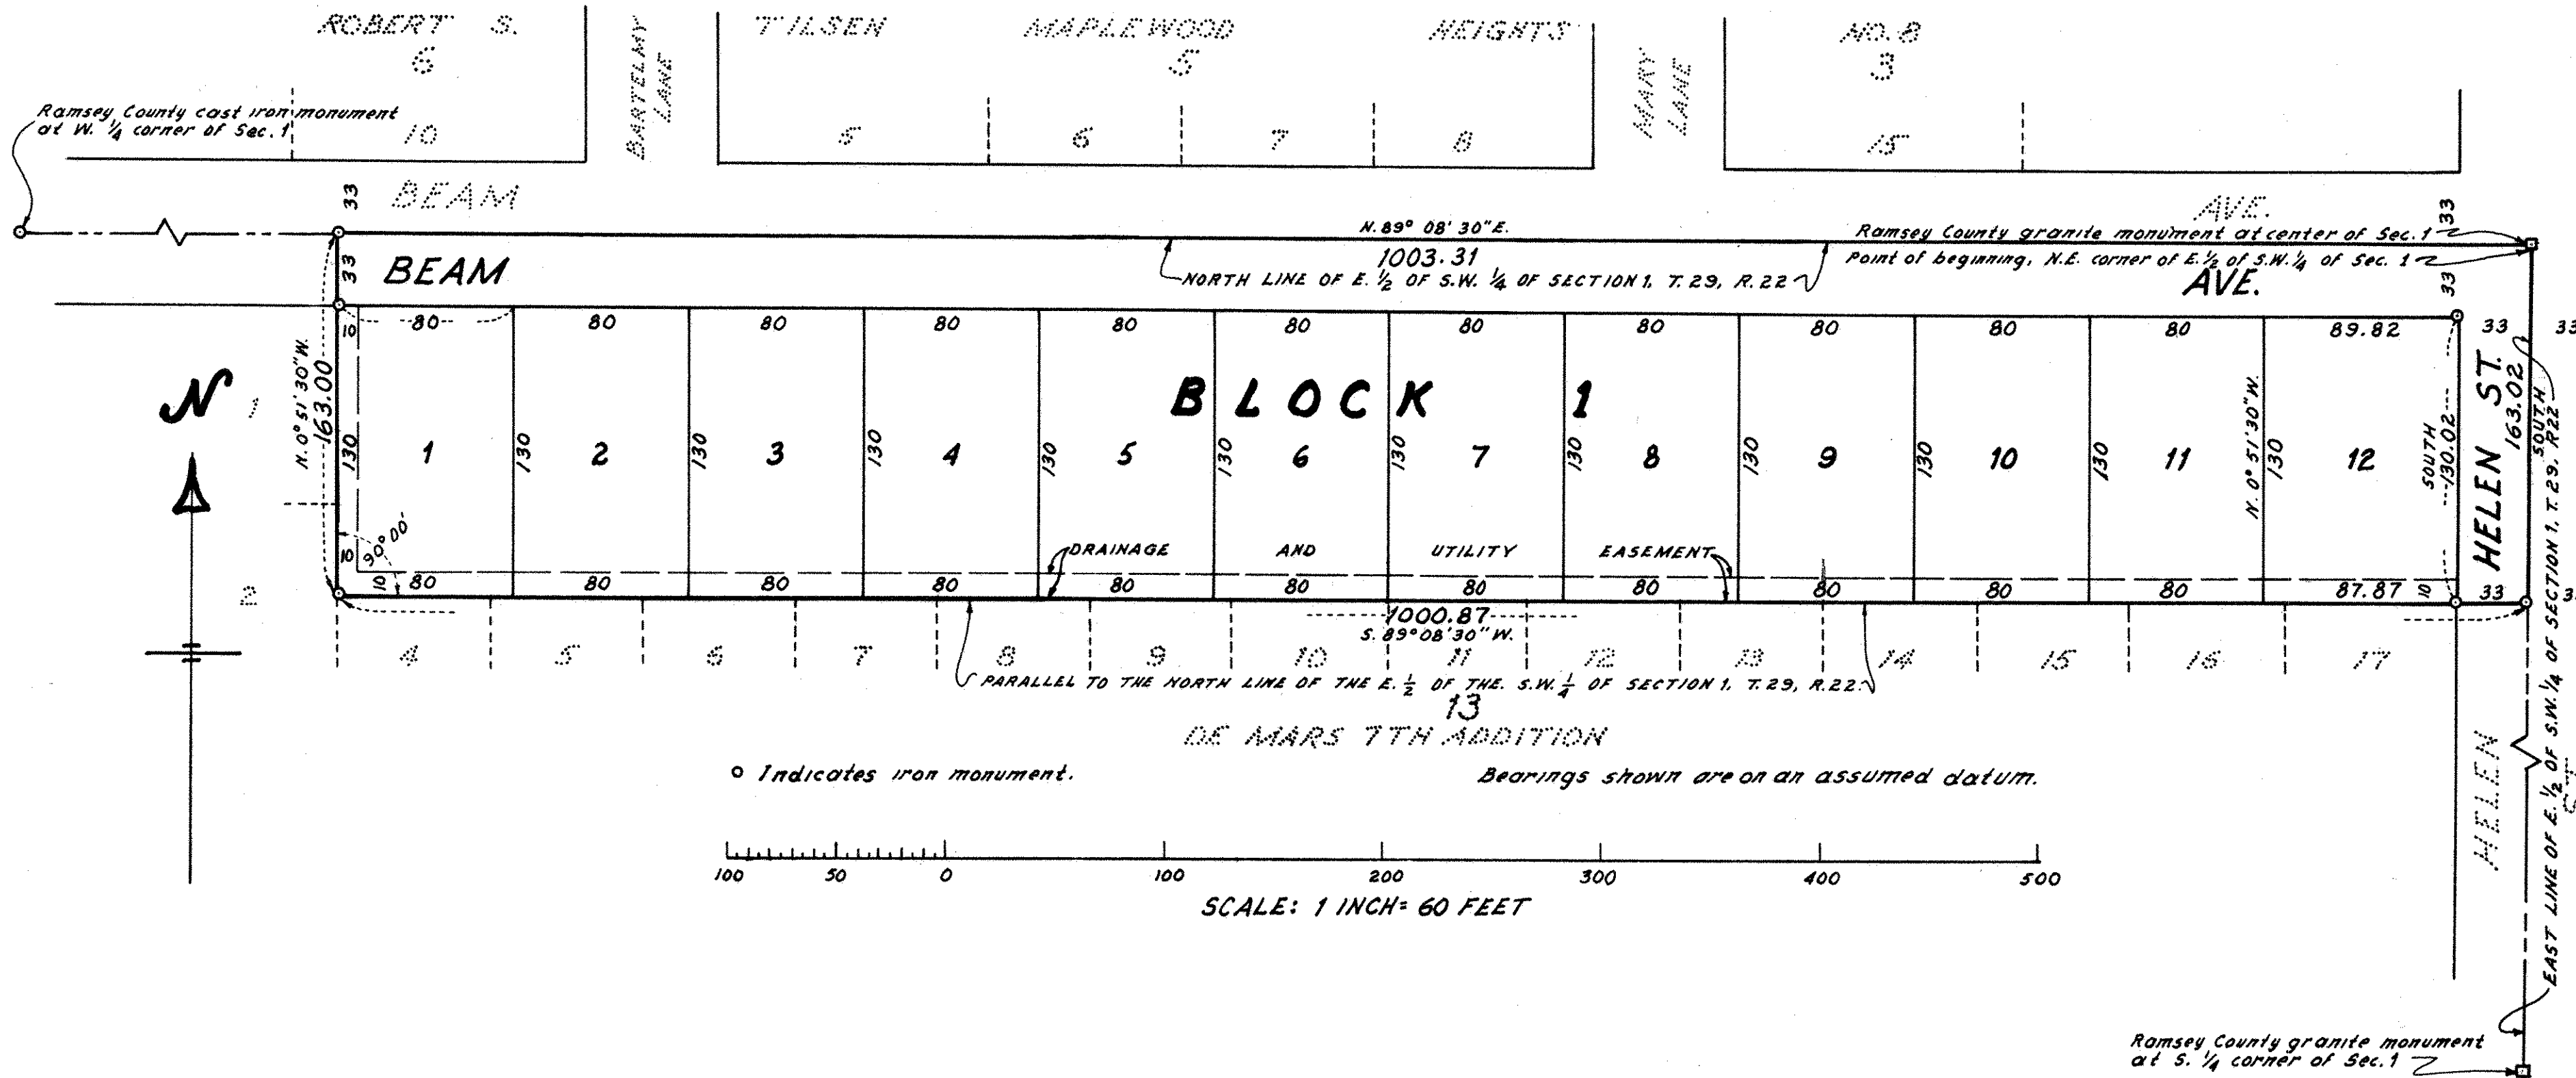 ROBERT S. TILSEN MAPLEWOOD HEIGHTS NO. 8
6 5 3
BARTELMY
LANE
MARY
LANE
Ramsey County cast iron monument
at W. 1/4 corner of Sec. 1
10 5 6 7 8 15
33 BEAM AVE. 33
N. 89° 08' 30" E.
1003.31
NORTH LINE OF E. 1/2 OF S.W. 1/4 OF SECTION 1, T. 29, R. 22
Ramsey County granite monument at center of Sec. 1
Point of beginning, N.E. corner of E. 1/2 of S.W. 1/4 of Sec. 1
33 BEAM AVE. 33
10 80 80 80 80 80 80 80 80 80 80 80 89.82 33 33
N
N. 0° 51' 30" W.
163.00
BLOCK 1
1
130 1 130 2 130 3 130 4 130 5 130 6 130 7 130 8 130 9 130 10 130 11 130 12
N. 0° 51' 30" W.
SOUTH
130.02
HELEN ST.
163.02
SOUTH
EAST LINE OF E. 1/2 OF S.W. 1/4 OF SECTION 1, T. 29, R. 22
10 90° 00'
DRAINAGE AND UTILITY EASEMENT
2
10 80 80 80 80 80 80 80 80 80 80 80 87.87 10 33
1000.87
S. 89° 08' 30" W.
4 5 6 7 8 9 10 11 12 13 14 15 16 17
PARALLEL TO THE NORTH LINE OF THE E. 1/2 OF THE. S.W. 1/4 OF SECTION 1, T. 29, R. 22.
13
DE MARS 7TH ADDITION
HELEN
ST.
o Indicates iron monument.
Bearings shown are on an assumed datum.
100 50 0 100 200 300 400 500
SCALE: 1 INCH = 60 FEET
Ramsey County granite monument
at S. 1/4 corner of Sec. 1